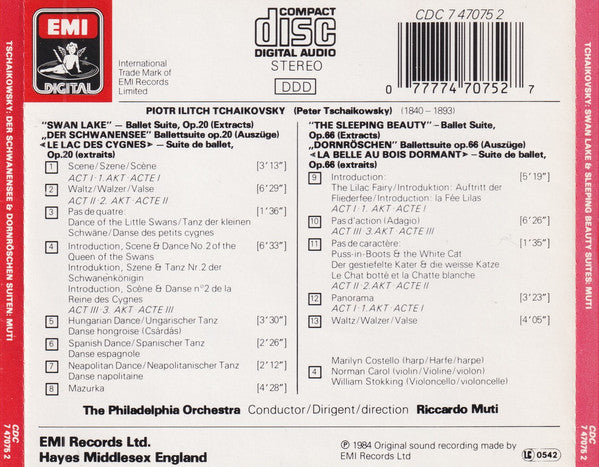 TSCHAIKOWSKY: DER SCHWANENSEE & DORNRÖSCHEN SUITEN: MUTI
CDC
7 47075 2
EMI
DIGITAL
International
Trade Mark of
EMI Records
Limited
COMPACT
disc
DIGITAL AUDIO
STEREO
DDD
CDC 7 47075 2
0 77774 70752 7
PIOTR ILITCH TCHAIKOVSKY (Peter Tschaikowsky) (1840–1893)
"SWAN LAKE" – Ballet Suite, Op.20 (Extracts)
„DER SCHWANENSEE" Ballettsuite op.20 (Auszüge)
<LE LAC DES CYGNES> – Suite de ballet,
Op.20 (extraits)
1 Scene/Szene/Scène [3'13"]
ACT I·1. AKT·ACTE I
2 Waltz/Walzer/Valse [6'29"]
ACT II·2. AKT·ACTE II
3 Pas de quatre: [1'36"]
Dance of the Little Swans/Tanz der kleinen
Schwäne/Danse des petits cygnes
4 Introduction, Scene & Dance No.2 of the [6'33"]
Queen of the Swans
Introduktion, Szene & Tanz Nr.2 der
Schwanenkönigin
Introduction, Scène & Danse nº2 de
la Reine des Cygnes
ACT III·3. AKT·ACTE III
5 Hungarian Dance/Ungarischer Tanz [3'30"]
Danse hongroise (Csárdás)
6 Spanish Dance/Spanischer Tanz [2'26"]
Danse espagnole
7 Neapolitan Dance/Neapolitanischer Tanz [2'12"]
Danse napolitaine
8 Mazurka [4'28"]
"THE SLEEPING BEAUTY" – Ballet Suite,
Op.66 (Extracts)
„DORNRÖSCHEN" Ballettsuite op.66 (Auszüge)
<LA BELLE AU BOIS DORMANT> – Suite de ballet,
Op.66 (extraits)
9 Introduction: [5'19"]
The Lilac Fairy/Introduktion: Auftritt der
Fliederfee/Introduction: la Fée Lilas
ACT I·1. AKT·ACTE I
10 Pas d'action (Adagio) [6'26"]
ACT III·3. AKT·ACTE III
11 Pas de caractère: [1'35"]
Puss-in-Boots & the White Cat
Der gestiefelte Kater & die weisse Katze
Le Chat botté et la Chatte blanche
ACT II·2. AKT·ACTE II
12 Panorama [3'23"]
ACT I·1. AKT·ACTE I
13 Waltz/Walzer/Valse [4'05"]
Marilyn Costello (harp/Harfe/harpe)
4 Norman Carol (violin/Violine/violon)
William Stokking (Violoncello/violoncelle)
The Philadelphia Orchestra Conductor/Dirigent/direction Riccardo Muti
EMI Records Ltd.
Hayes Middlesex England
℗ 1984 Original sound recording made by
EMI Records Ltd
LC 0542
TCHAIKOVSKY: SWAN LAKE & SLEEPING BEAUTY SUITES: MUTI
CDC
7 47075 2